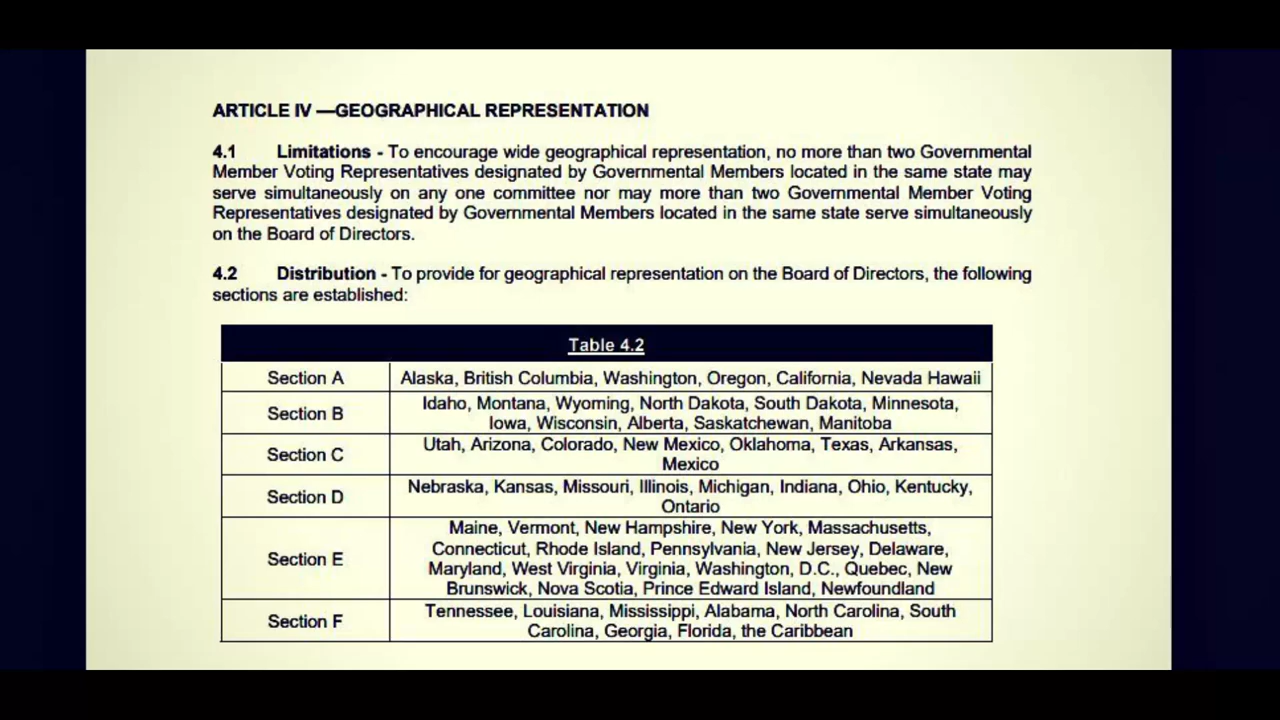 ARTICLE IV —GEOGRAPHICAL REPRESENTATION
4.1 Limitations - To encourage wide geographical representation, no more than two Governmental
Member Voting Representatives designated by Governmental Members located in the same state may
serve simultaneously on any one committee nor may more than two Governmental Member Voting
Representatives designated by Governmental Members located in the same state serve simultaneously
on the Board of Directors.
4.2 Distribution - To provide for geographical representation on the Board of Directors, the following
sections are established:
Table 4.2
Section A Alaska, British Columbia, Washington, Oregon, California, Nevada Hawaii
Section B Idaho, Montana, Wyoming, North Dakota, South Dakota, Minnesota,
Iowa, Wisconsin, Alberta, Saskatchewan, Manitoba
Section C Utah, Arizona, Colorado, New Mexico, Oklahoma, Texas, Arkansas,
Mexico
Section D Nebraska, Kansas, Missouri, Illinois, Michigan, Indiana, Ohio, Kentucky,
Ontario
Section E Maine, Vermont, New Hampshire, New York, Massachusetts,
Connecticut, Rhode Island, Pennsylvania, New Jersey, Delaware,
Maryland, West Virginia, Virginia, Washington, D.C., Quebec, New
Brunswick, Nova Scotia, Prince Edward Island, Newfoundland
Section F Tennessee, Louisiana, Mississippi, Alabama, North Carolina, South
Carolina, Georgia, Florida, the Caribbean